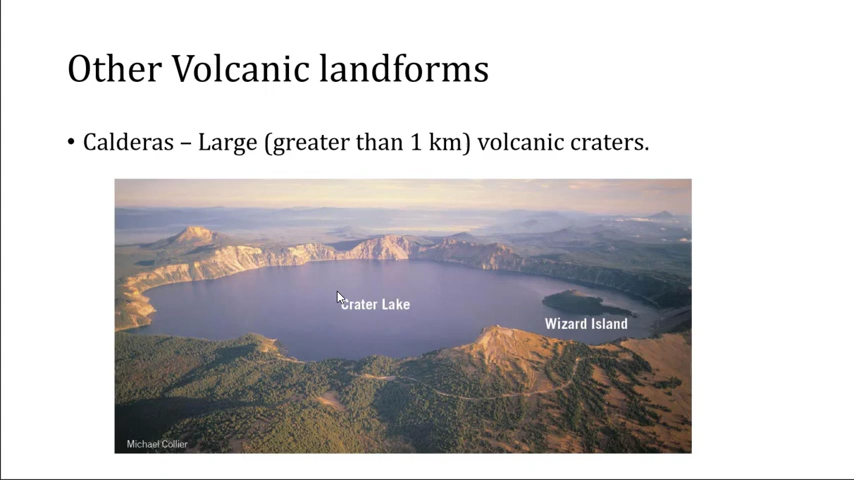 Other Volcanic landforms
• Calderas – Large (greater than 1 km) volcanic craters.
Crater Lake
Wizard Island
Michael Collier